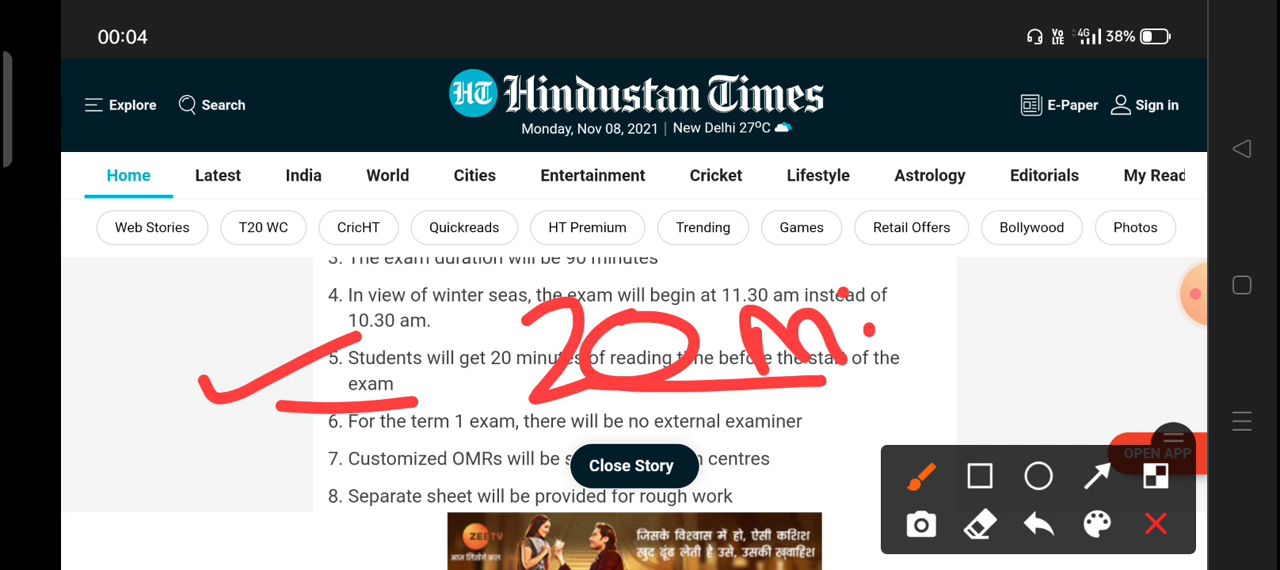 00:04
Vo LTE 4G 38%
Explore Search HT Hindustan Times E-Paper Sign in
Monday, Nov 08, 2021 | New Delhi 27°C
Home Latest India World Cities Entertainment Cricket Lifestyle Astrology Editorials My Read
Web Stories T20 WC CricHT Quickreads HT Premium Trending Games Retail Offers Bollywood Photos
3. The exam duration will be 90 minutes
4. In view of winter seas, the exam will begin at 11.30 am instead of
10.30 am.
20 m.
5. Students will get 20 minutes of reading time before the start of the
exam
6. For the term 1 exam, there will be no external examiner
OPEN APP
7. Customized OMRs will be s centres
Close Story
8. Separate sheet will be provided for rough work
ZEE TV
जिसके विश्वास में हो, ऐसी कशिश
खुद ढूंढ लेती है उसे, उसकी ख्वाहिश